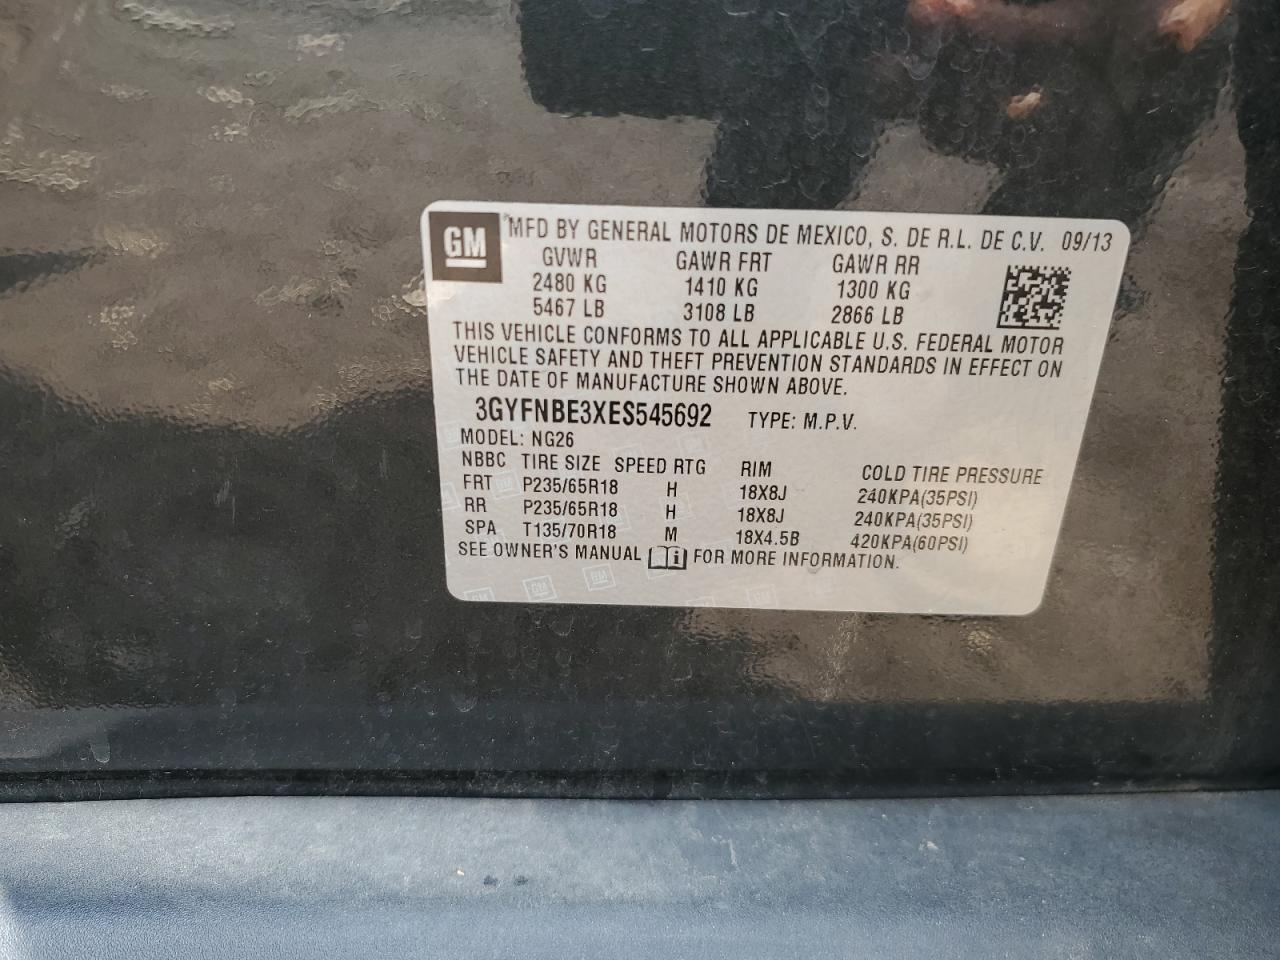 GM
MFD BY GENERAL MOTORS DE MEXICO, S. DE R.L. DE C.V. 09/13
GVWR GAWR FRT GAWR RR
2480 KG 1410 KG 1300 KG
5467 LB 3108 LB 2866 LB
THIS VEHICLE CONFORMS TO ALL APPLICABLE U.S. FEDERAL MOTOR
VEHICLE SAFETY AND THEFT PREVENTION STANDARDS IN EFFECT ON
THE DATE OF MANUFACTURE SHOWN ABOVE.
3GYFNBE3XES545692 TYPE: M.P.V.
MODEL: NG26
NBBC TIRE SIZE SPEED RTG RIM COLD TIRE PRESSURE
FRT P235/65R18 H 18X8J 240KPA(35PSI)
RR P235/65R18 H 18X8J 240KPA(35PSI)
SPA T135/70R18 M 18X4.5B 420KPA(60PSI)
SEE OWNER'S MANUAL i FOR MORE INFORMATION.
GM GM GM